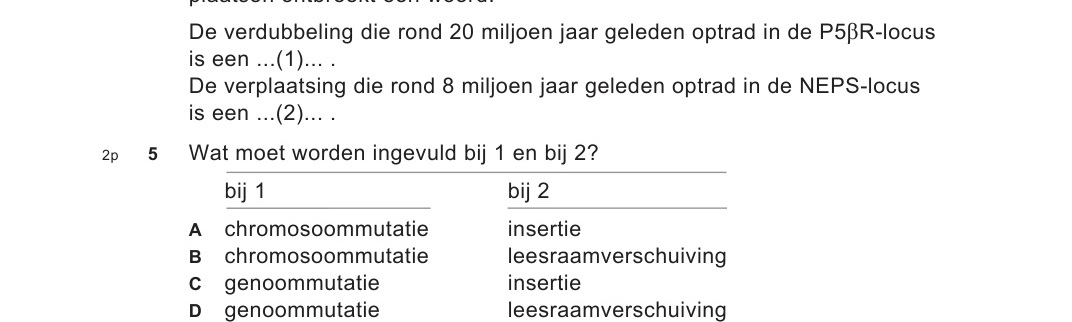 De verdubbeling die rond 20 miljoen jaar geleden optrad in de P5βR-locus
is een ...(1)... .
De verplaatsing die rond 8 miljoen jaar geleden optrad in de NEPS-locus
is een ...(2)... .
2p 5 Wat moet worden ingevuld bij 1 en bij 2?
bij 1 bij 2
A chromosoommutatie insertie
B chromosoommutatie leesraamverschuiving
C genoommutatie insertie
D genoommutatie leesraamverschuiving